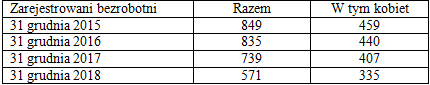 Zarejestrowani bezrobotni Razem W tym kobiet
31 grudnia 2015 849 459
31 grudnia 2016 835 440
31 grudnia 2017 739 407
31 grudnia 2018 571 335